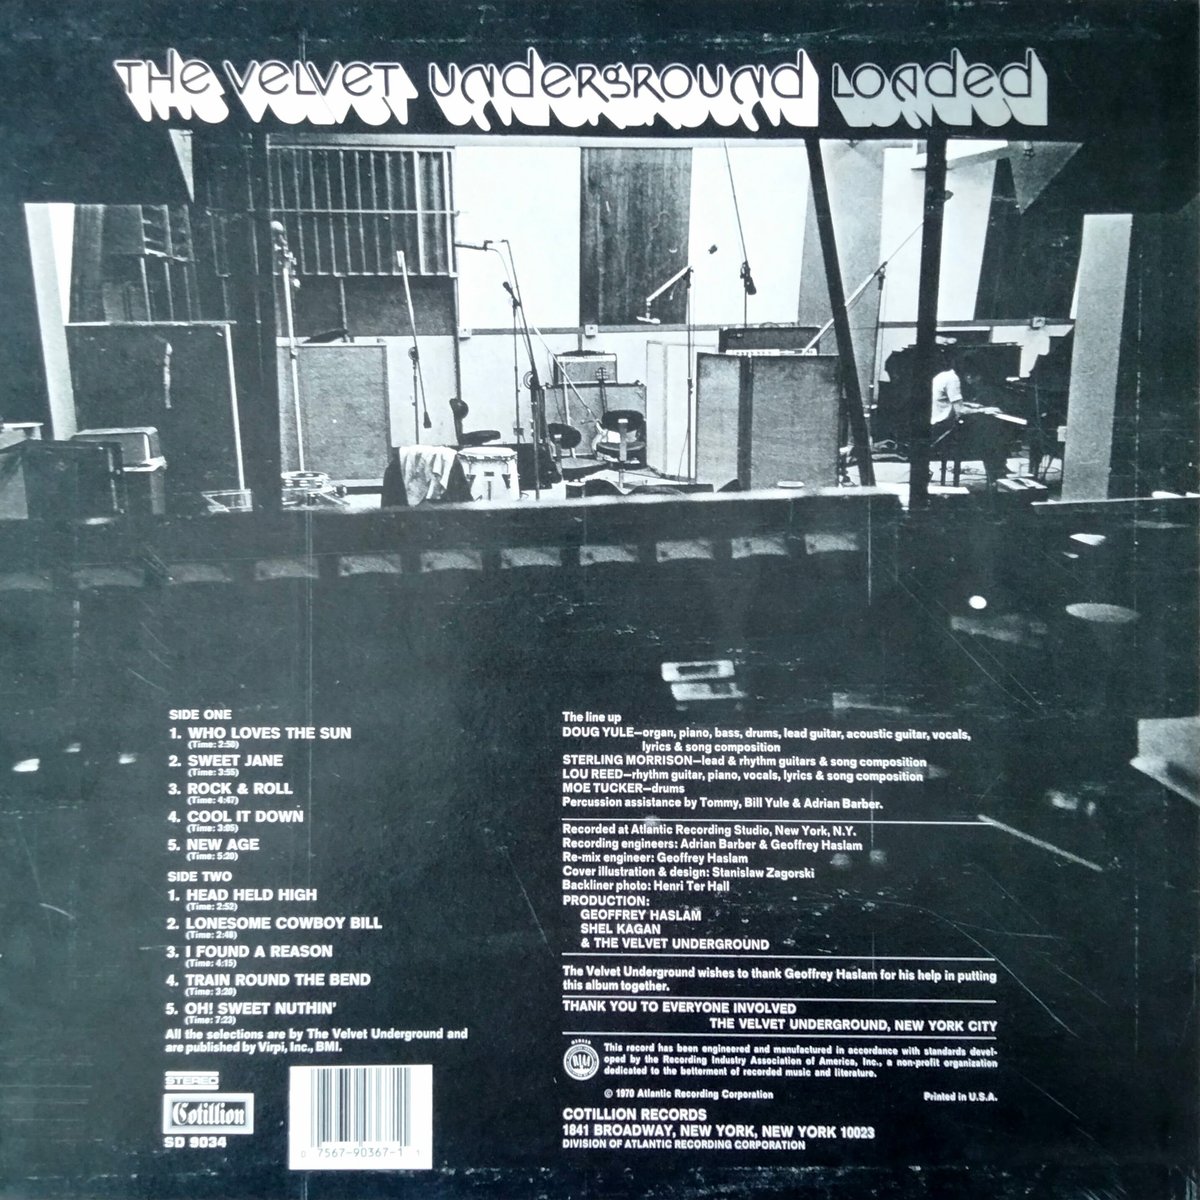 THE VELVET UNDERGROUND LOADED
SIDE ONE
1. WHO LOVES THE SUN
(Time: 2:50)
2. SWEET JANE
(Time: 3:55)
3. ROCK & ROLL
(Time: 4:47)
4. COOL IT DOWN
(Time: 3:05)
5. NEW AGE
(Time: 5:20)
SIDE TWO
1. HEAD HELD HIGH
(Time: 2:52)
2. LONESOME COWBOY BILL
(Time: 2:48)
3. I FOUND A REASON
(Time: 4:15)
4. TRAIN ROUND THE BEND
(Time: 3:20)
5. OH! SWEET NUTHIN'
(Time: 7:23)
All the selections are by The Velvet Underground and
are published by Virpi, Inc., BMI.
STEREO
Cotillion
SD 9034
0 7567-90367-1 1
The line up
DOUG YULE—organ, piano, bass, drums, lead guitar, acoustic guitar, vocals,
lyrics & song composition
STERLING MORRISON—lead & rhythm guitars & song composition
LOU REED—rhythm guitar, piano, vocals, lyrics & song composition
MOE TUCKER—drums
Percussion assistance by Tommy, Bill Yule & Adrian Barber.
Recorded at Atlantic Recording Studio, New York, N.Y.
Recording engineers: Adrian Barber & Geoffrey Haslam
Re-mix engineer: Geoffrey Haslam
Cover illustration & design: Stanislaw Zagorski
Backliner photo: Henri Ter Hall
PRODUCTION:
GEOFFREY HASLAM
SHEL KAGAN
& THE VELVET UNDERGROUND
The Velvet Underground wishes to thank Geoffrey Haslam for his help in putting
this album together.
THANK YOU TO EVERYONE INVOLVED
THE VELVET UNDERGROUND, NEW YORK CITY
This record has been engineered and manufactured in accordance with standards devel-
oped by the Recording Industry Association of America, Inc., a non-profit organization
dedicated to the betterment of recorded music and literature.
© 1970 Atlantic Recording Corporation
Printed in U.S.A.
COTILLION RECORDS
1841 BROADWAY, NEW YORK, NEW YORK 10023
DIVISION OF ATLANTIC RECORDING CORPORATION